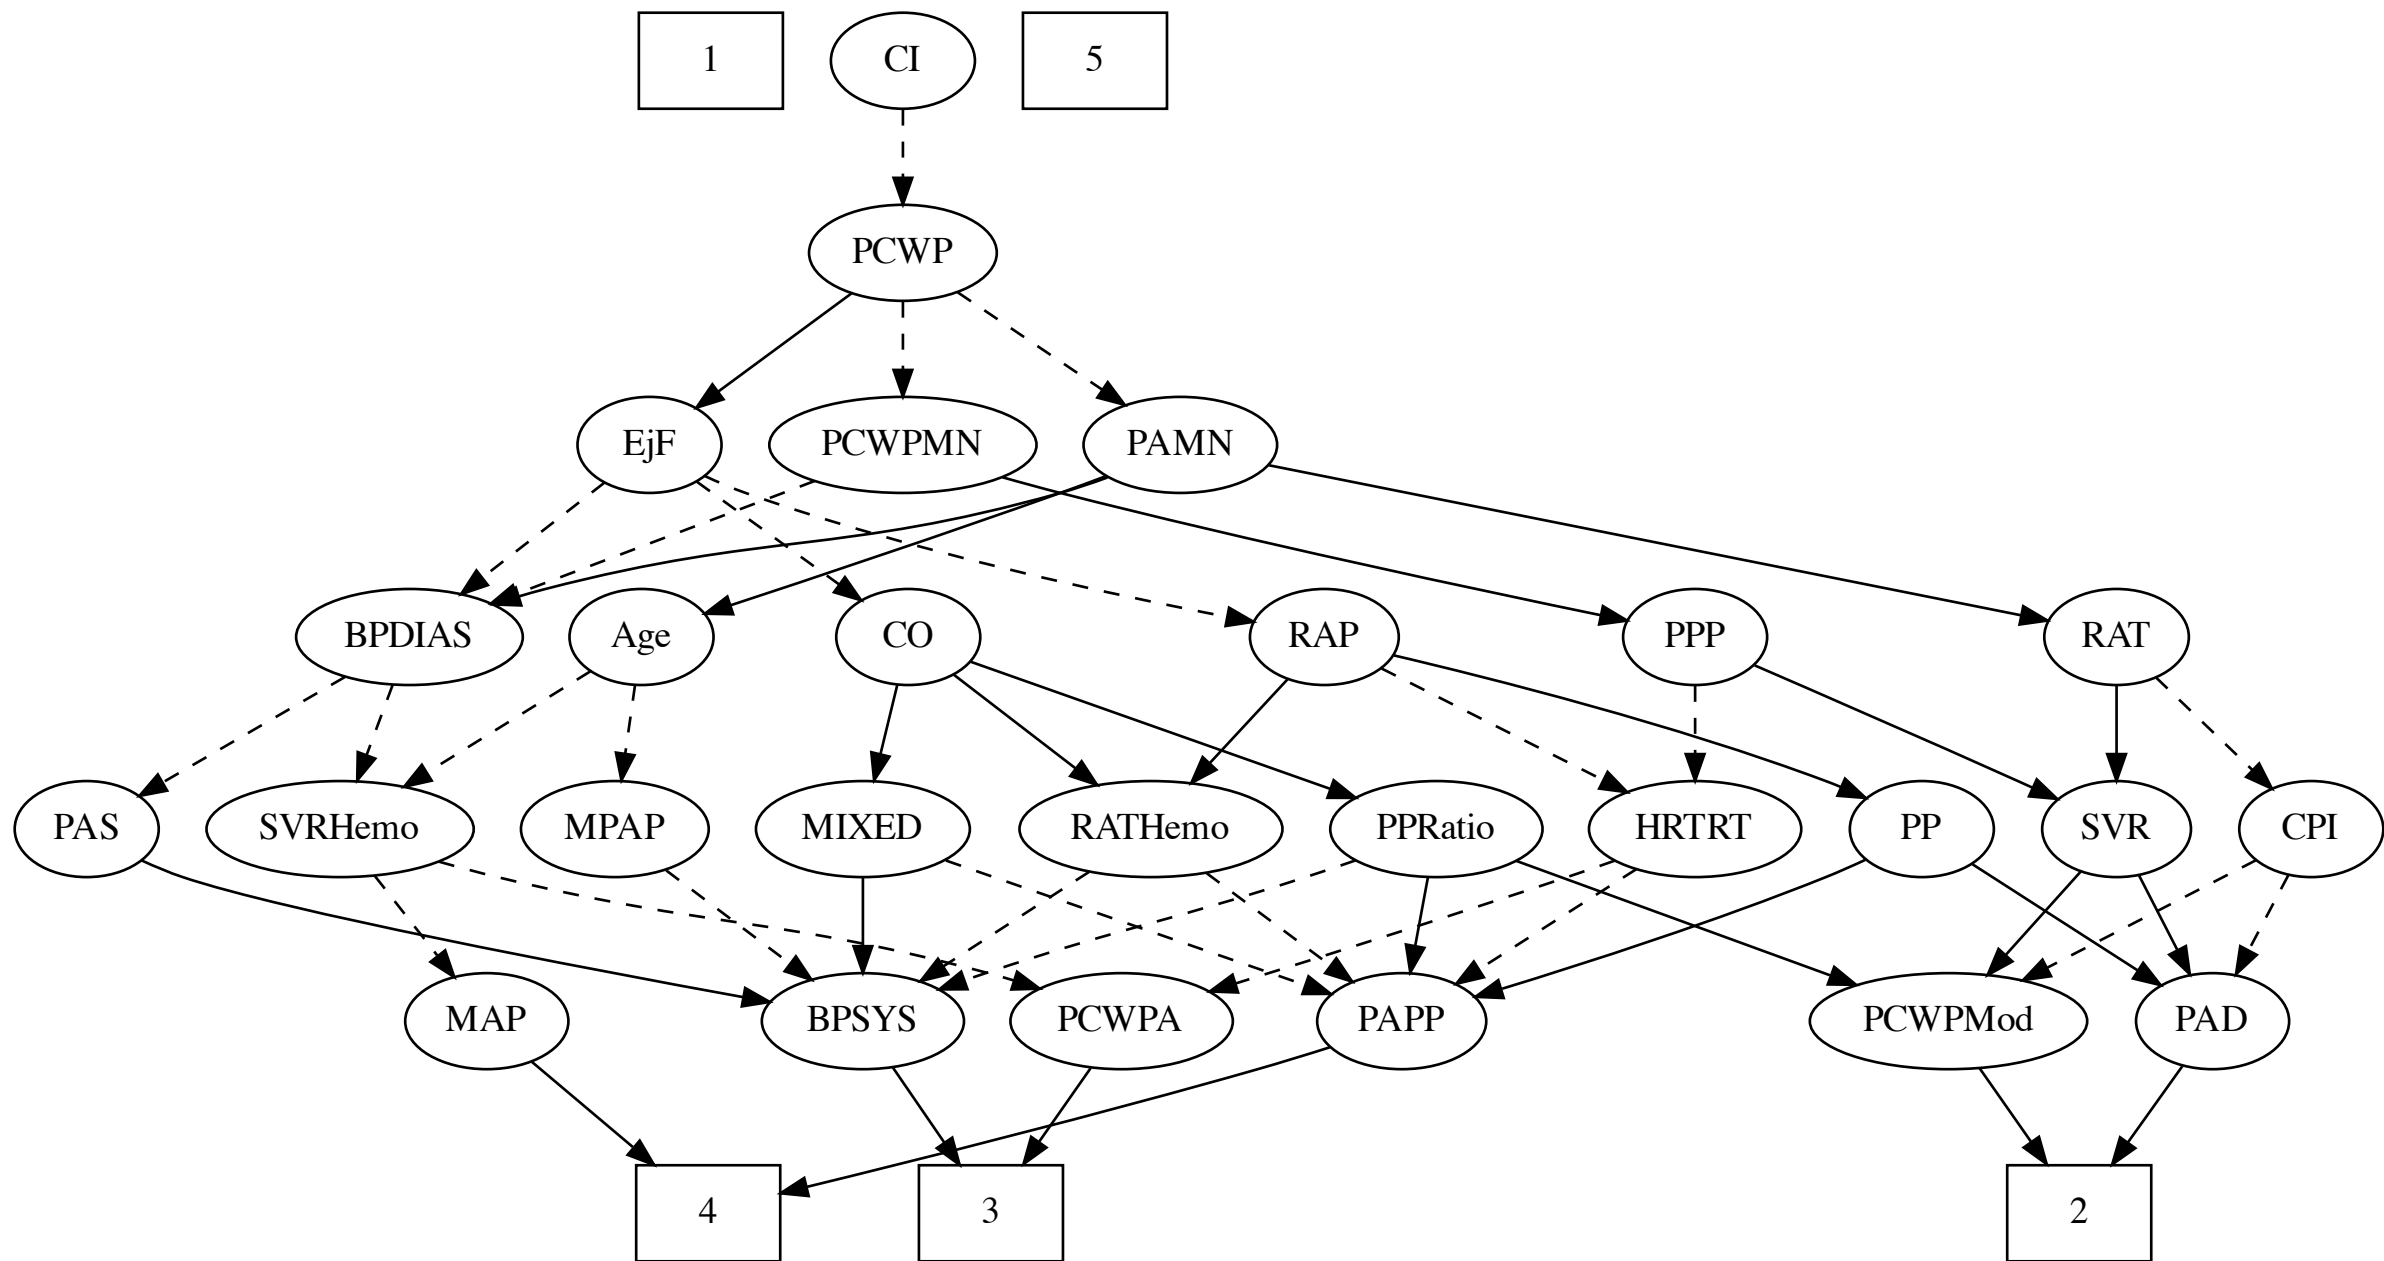 1
CI
5
PCWP
EjF
PCWPMN
PAMN
BPDIAS
Age
CO
RAP
PPP
RAT
PAS
SVRHemo
MPAP
MIXED
RATHemo
PPRatio
HRTRT
PP
SVR
CPI
MAP
BPSYS
PCWPA
PAPP
PCWPMod
PAD
4
3
2